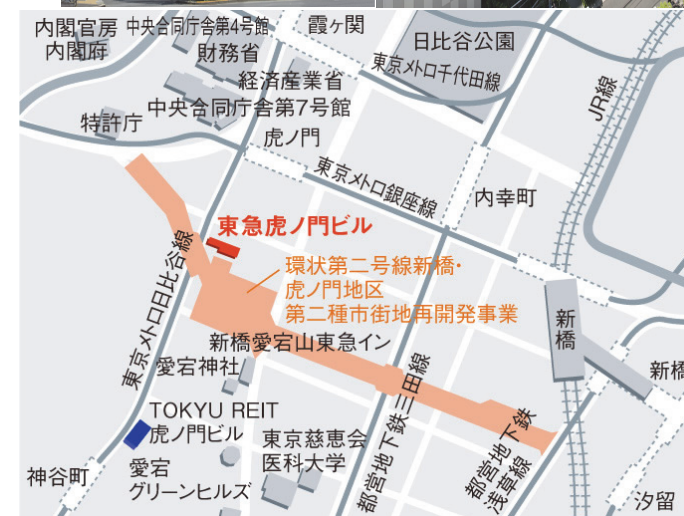 内閣官房
内閣府
中央合同庁舎第4号館
財務省
霞ヶ関
日比谷公園
東京メトロ千代田線
経済産業省
中央合同庁舎第7号館
特許庁
虎ノ門
JR線
東京メトロ銀座線
内幸町
東急虎ノ門ビル
東京メトロ日比谷線
環状第二号線新橋・
虎ノ門地区
第二種市街地再開発事業
新橋
新橋愛宕山東急イン
愛宕神社
新橋
都営地下鉄三田線
TOKYU REIT
虎ノ門ビル
東京慈恵会
医科大学
都営地下鉄
浅草線
神谷町
愛宕
グリーンヒルズ
汐留